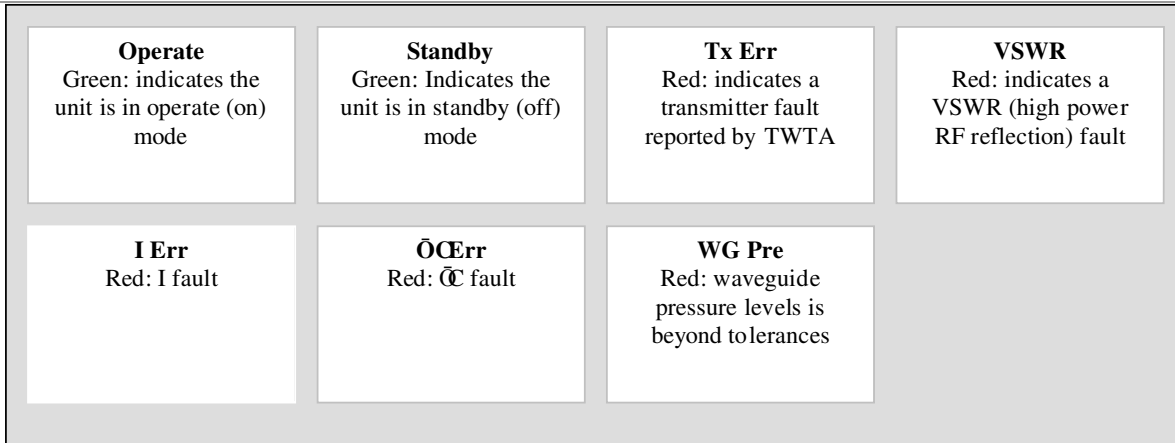 Operate
Green: indicates the
unit is in operate (on)
mode
Standby
Green: Indicates the
unit is in standby (off)
mode
Tx Err
Red: indicates a
transmitter fault
reported by TWTA
VSWR
Red: indicates a
VSWR (high power
RF reflection) fault
I Err
Red: I fault
Err
Red: fault
WG Pre
Red: waveguide
pressure levels is
beyond tolerances